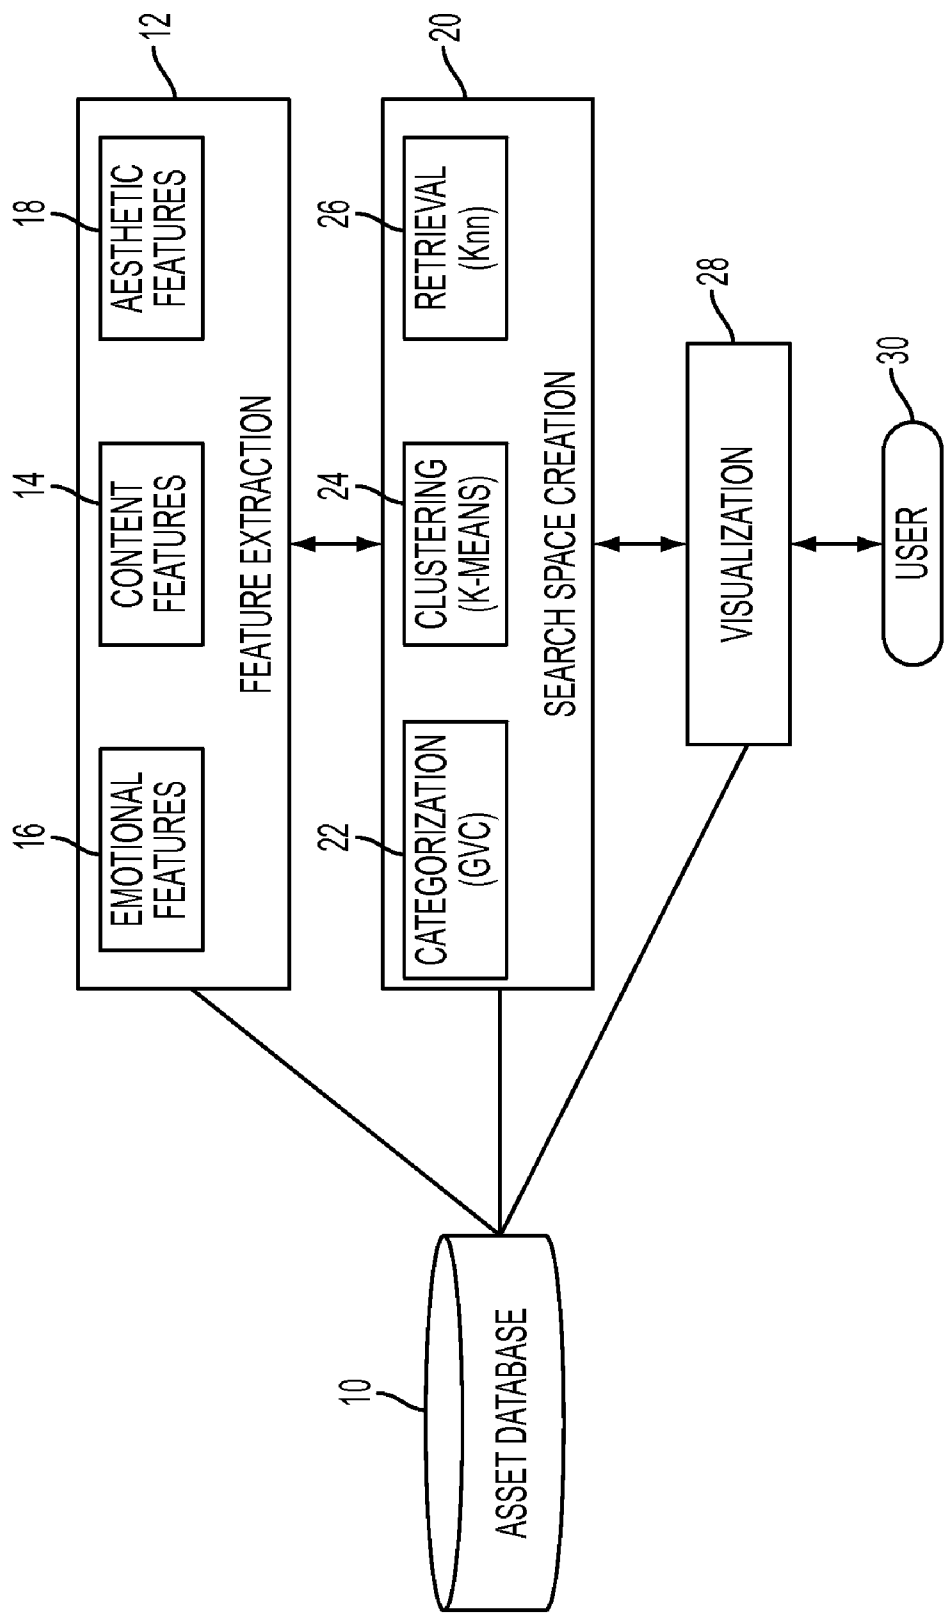 12
18
AESTHETIC
FEATURES
14
CONTENT
FEATURES
16
EMOTIONAL
FEATURES
FEATURE EXTRACTION
20
26
RETRIEVAL
(Knn)
24
CLUSTERING
(K-MEANS)
22
CATEGORIZATION
(GVC)
SEARCH SPACE CREATION
28
VISUALIZATION
30
USER
10
ASSET DATABASE